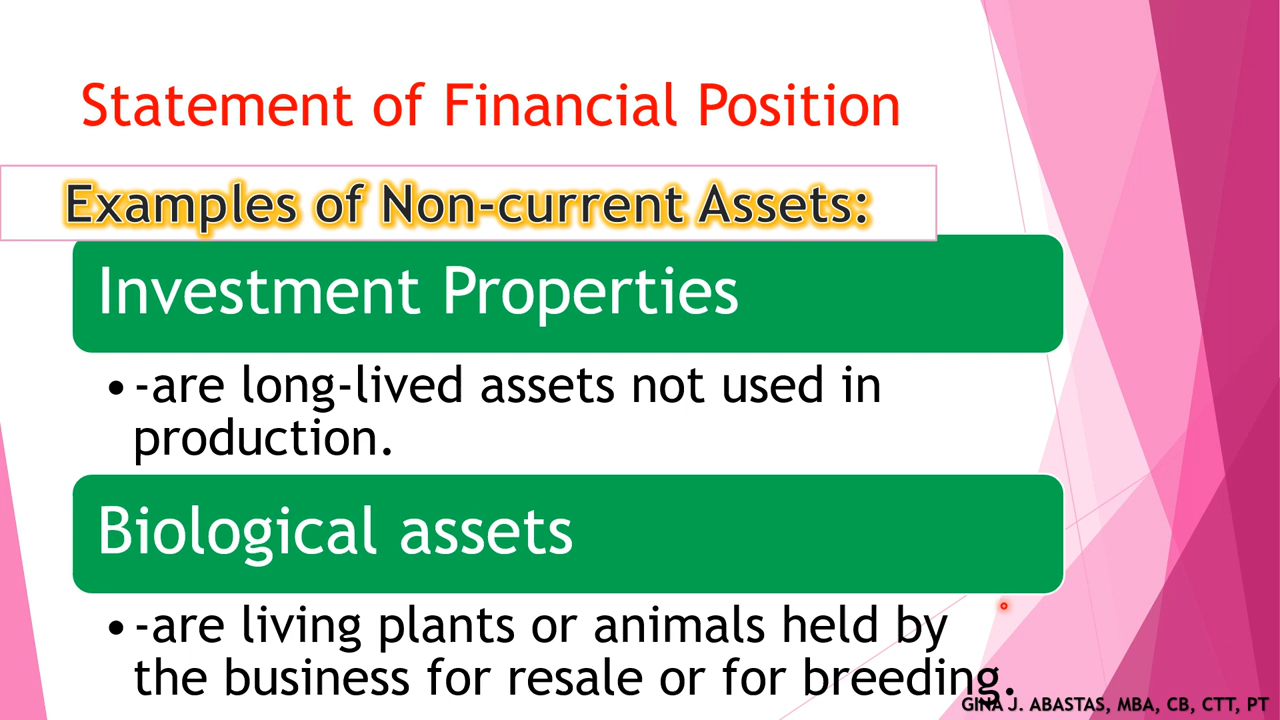 Statement of Financial Position
Examples of Non-current Assets:
Investment Properties
•-are long-lived assets not used in
production.
Biological assets
•-are living plants or animals held by
the business for resale or for breeding.
GINA J. ABASTAS, MBA, CB, CTT, PT